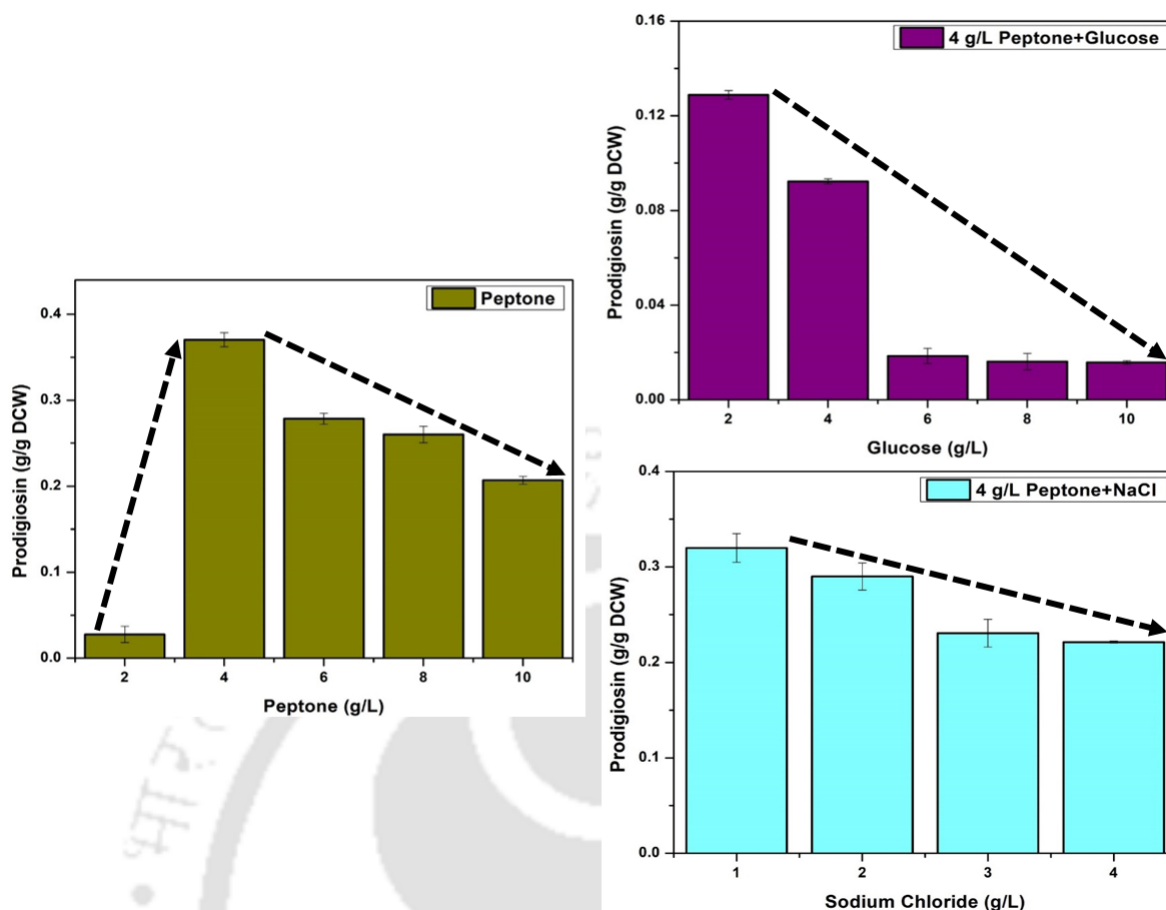 Peptone
Prodigiosin (g/g DCW)
0.4
0.3
0.2
0.1
0.0
2 4 6 8 10
Peptone (g/L)
4 g/L Peptone+Glucose
Prodigiosin (g/g DCW)
0.16
0.12
0.08
0.04
0.00
2 4 6 8 10
Glucose (g/L)
4 g/L Peptone+NaCl
Prodigiosin (g/g DCW)
0.4
0.3
0.2
0.1
0.0
1 2 3 4
Sodium Chloride (g/L)